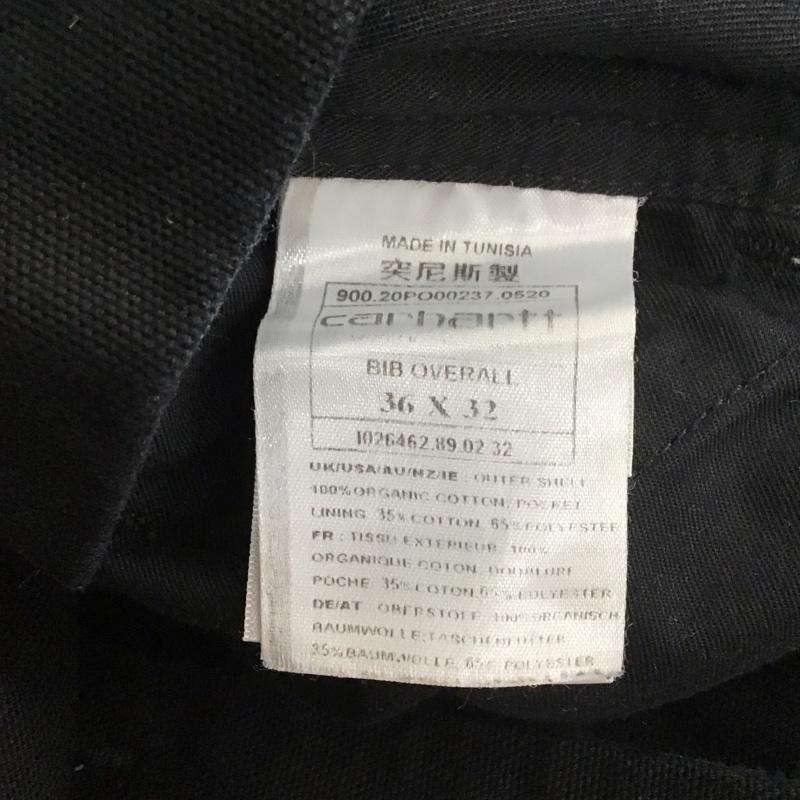 MADE IN TUNISIA
突尼斯製
900.20PO00237.0520
carhartt
BIB OVERALL
36 X 32
I026462.89.02 32
UK/USA/AU/NZ/IE : OUTER SHELL
100% ORGANIC COTTON, POCKET
LINING 35% COTTON 65% POLYESTER
FR : TISSU EXTERIEUR 100%
ORGANIQUE COTON, DOUBLURE
POCHE 35% COTON, 65% POLYESTER
DE/AT OBERSTOFF 100% ORGANISCH
BAUMWOLLE, TASCHENFUTTER
35% BAUMWOLLE, 65% POLYESTER